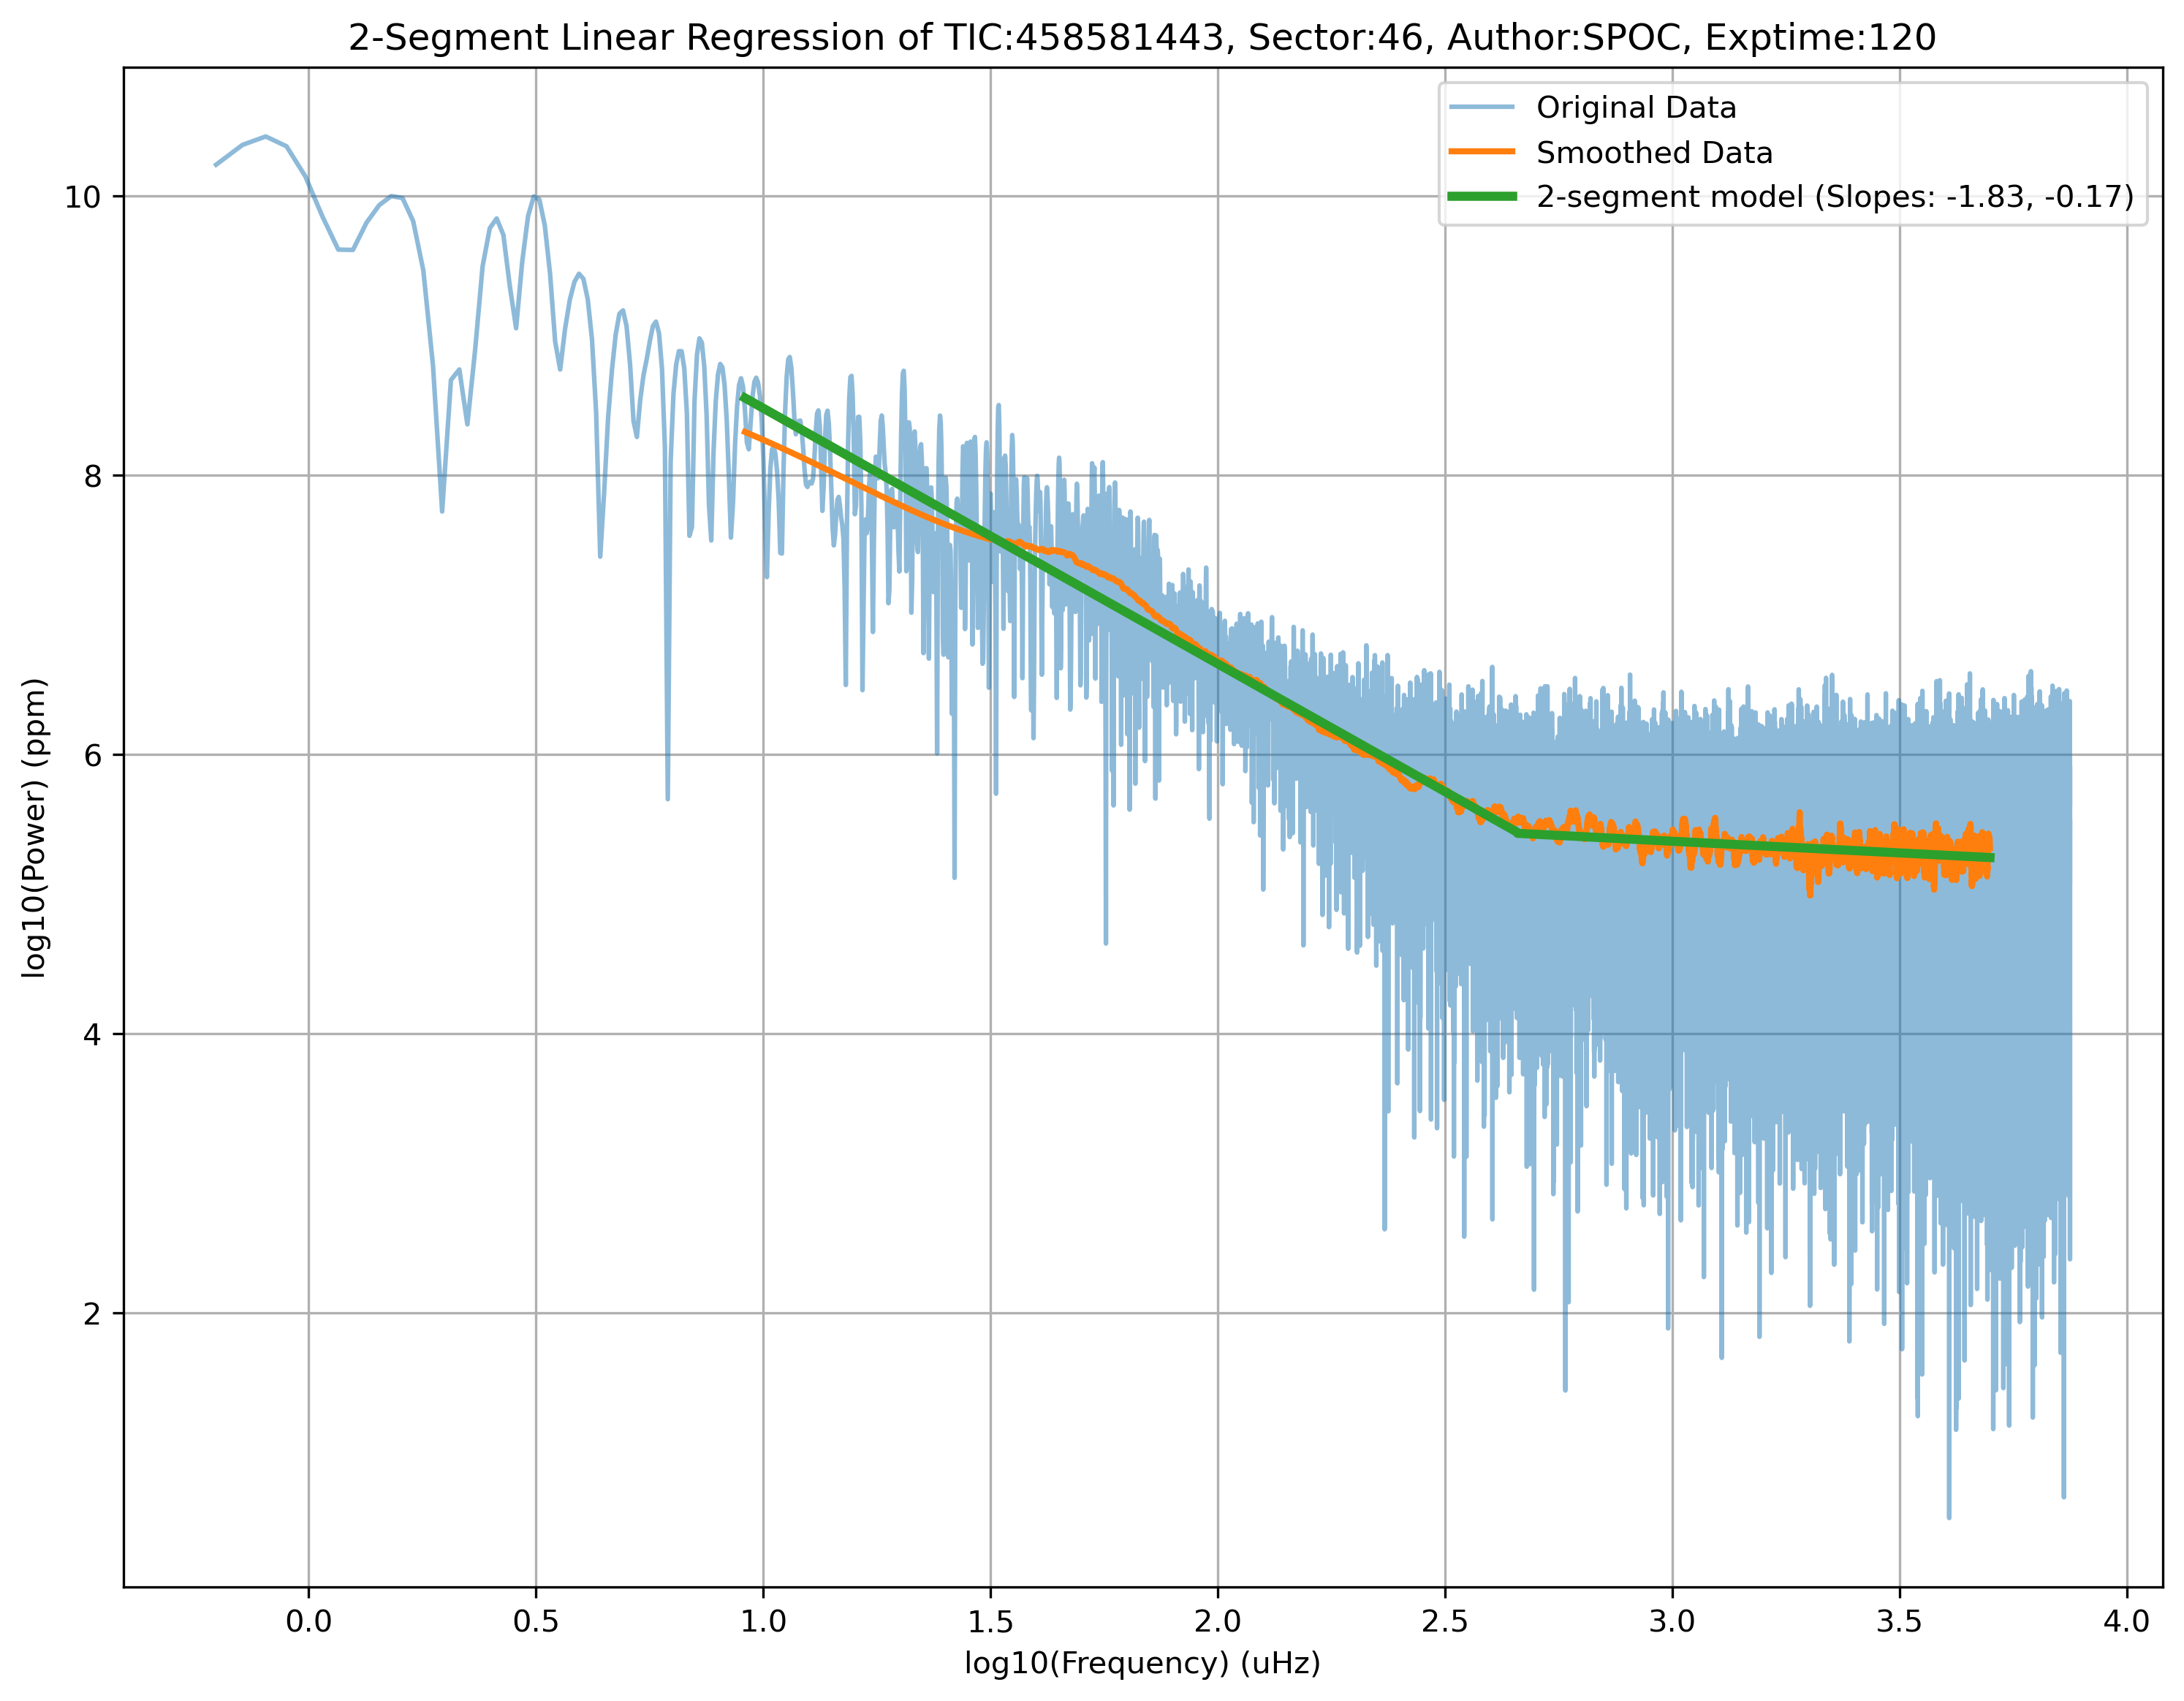 2-Segment Linear Regression of TIC:458581443, Sector:46, Author:SPOC, Exptime:120
Original Data
Smoothed Data
2-segment model (Slopes: -1.83, -0.17)
log10(Power) (ppm)
10
8
6
4
2
0.0 0.5 1.0 1.5 2.0 2.5 3.0 3.5 4.0
log10(Frequency) (uHz)